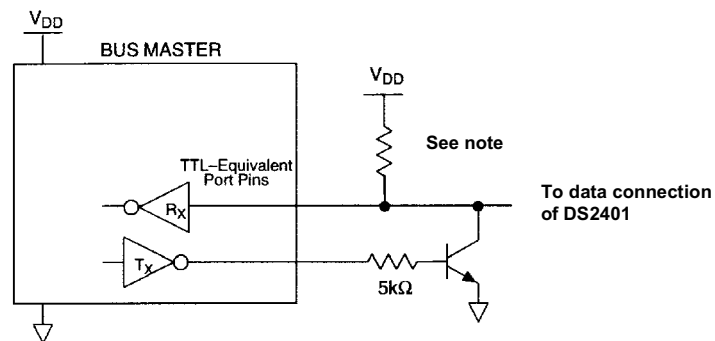 VDD
BUS MASTER
VDD
See note
TTL–Equivalent
Port Pins
RX
To data connection
of DS2401
TX
5kΩ